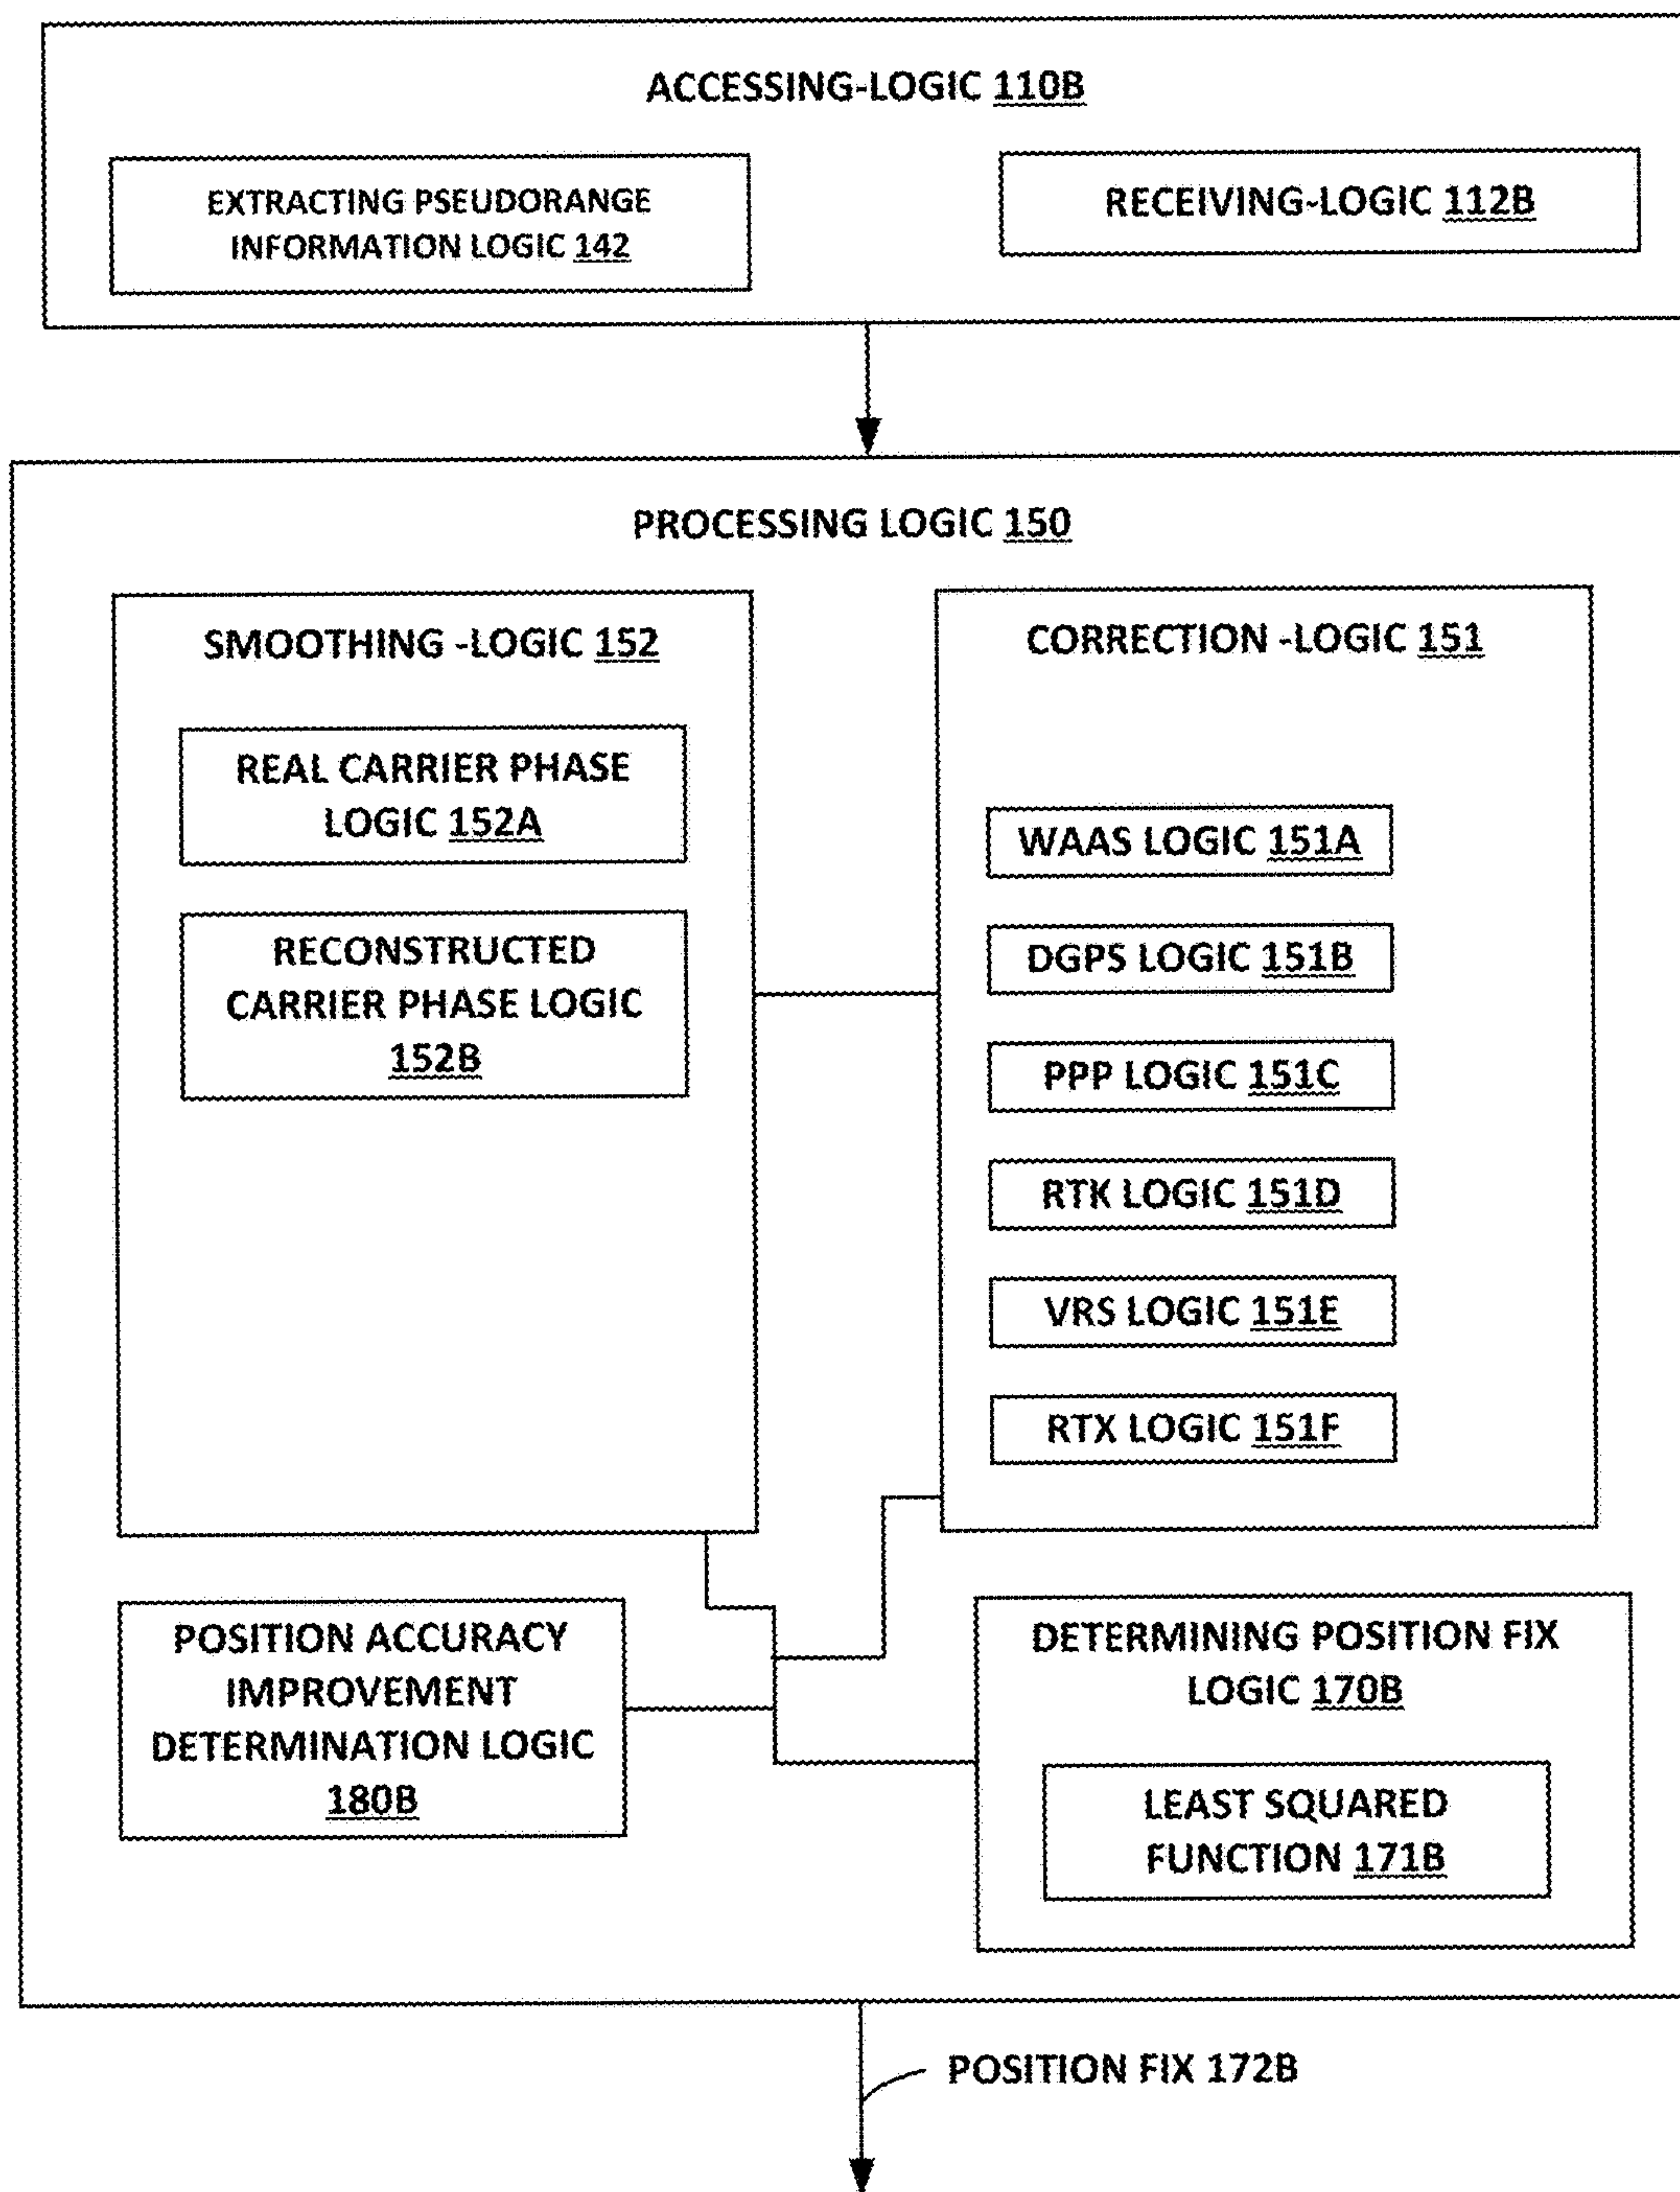 ACCESSING-LOGIC 110B
EXTRACTING PSEUDORANGE
INFORMATION LOGIC 142
RECEIVING-LOGIC 112B
PROCESSING LOGIC 150
SMOOTHING -LOGIC 152
REAL CARRIER PHASE
LOGIC 152A
RECONSTRUCTED
CARRIER PHASE LOGIC
152B
CORRECTION -LOGIC 151
WAAS LOGIC 151A
DGPS LOGIC 151B
PPP LOGIC 151C
RTK LOGIC 151D
VRS LOGIC 151E
RTX LOGIC 151F
POSITION ACCURACY
IMPROVEMENT
DETERMINATION LOGIC
180B
DETERMINING POSITION FIX
LOGIC 170B
LEAST SQUARED
FUNCTION 171B
POSITION FIX 172B